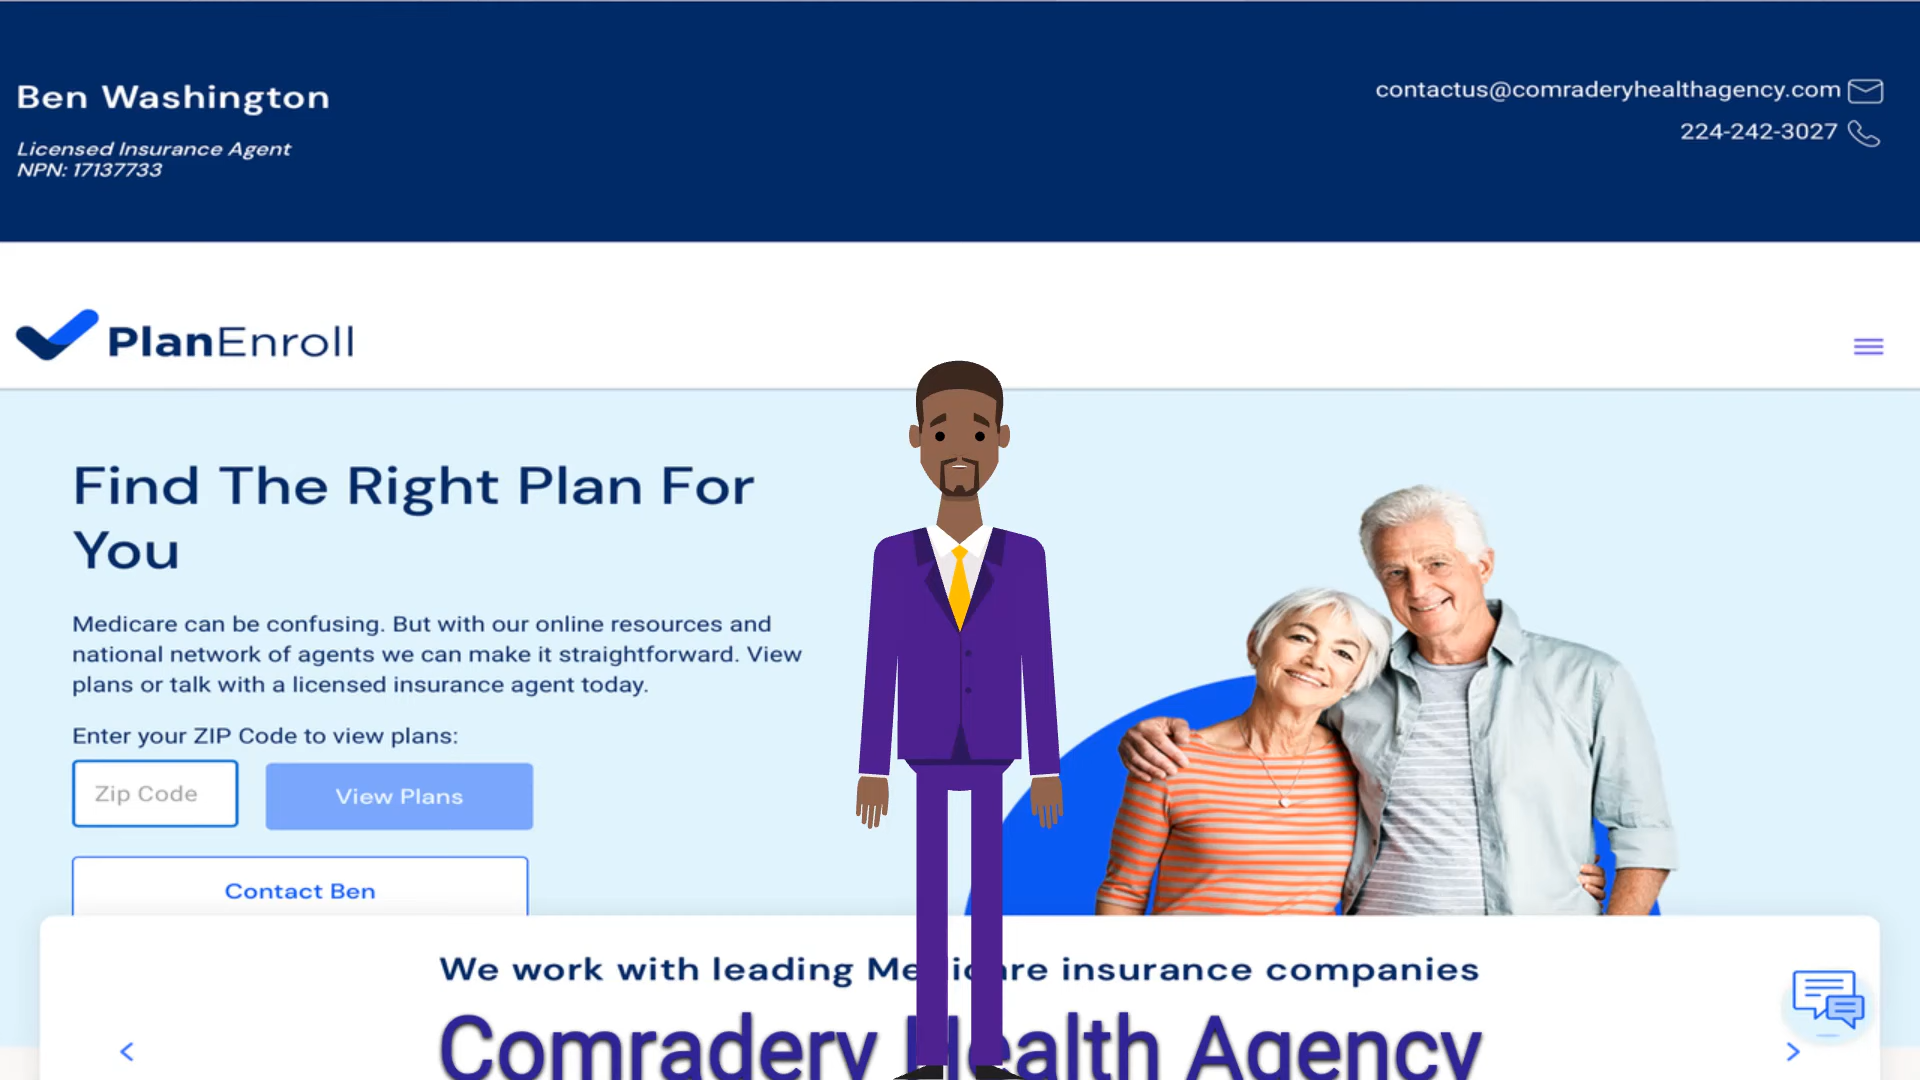 Ben Washington
Licensed Insurance Agent
NPN: 17137733
contactus@comraderyhealthagency.com
224-242-3027
PlanEnroll
Find The Right Plan For
You
Medicare can be confusing. But with our online resources and
national network of agents we can make it straightforward. View
plans or talk with a licensed insurance agent today.
Enter your ZIP Code to view plans:
Zip Code
View Plans
Contact Ben
We work with leading Medicare insurance companies
Comradery Health Agency